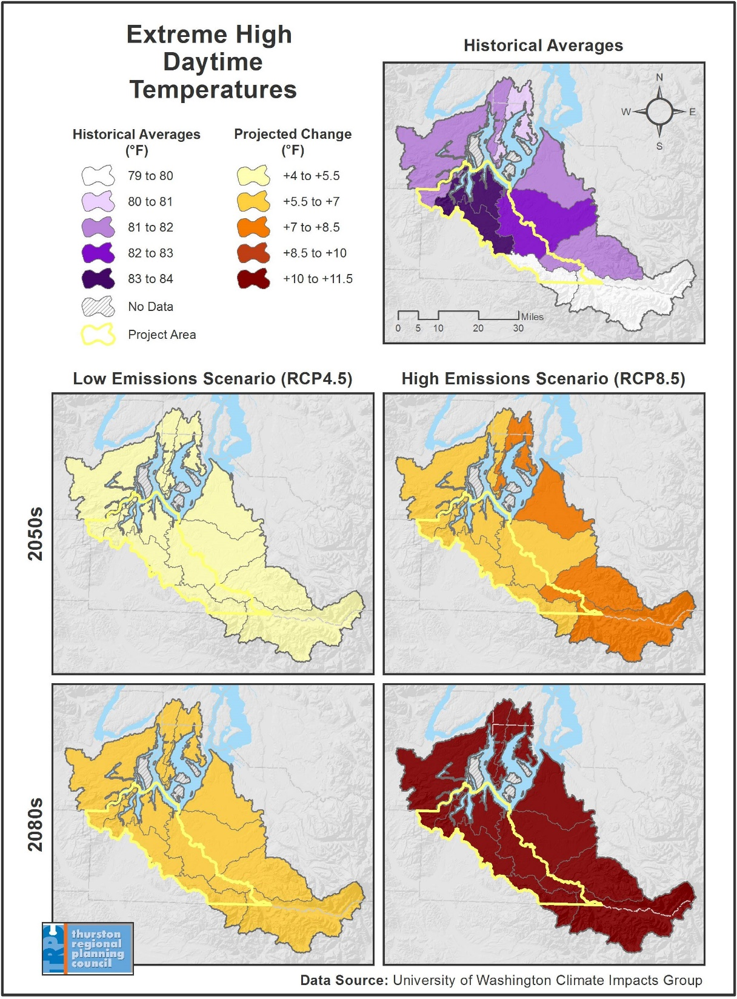 Extreme High
Daytime
Temperatures
Historical Averages
(°F)
79 to 80
80 to 81
81 to 82
82 to 83
83 to 84
No Data
Project Area
Projected Change
(°F)
+4 to +5.5
+5.5 to +7
+7 to +8.5
+8.5 to +10
+10 to +11.5
Historical Averages
N
W
E
S
Miles
0 5 10 20 30
Low Emissions Scenario (RCP4.5)
High Emissions Scenario (RCP8.5)
2050s
2080s
TRPC
thurston
regional
planning
council
Data Source: University of Washington Climate Impacts Group